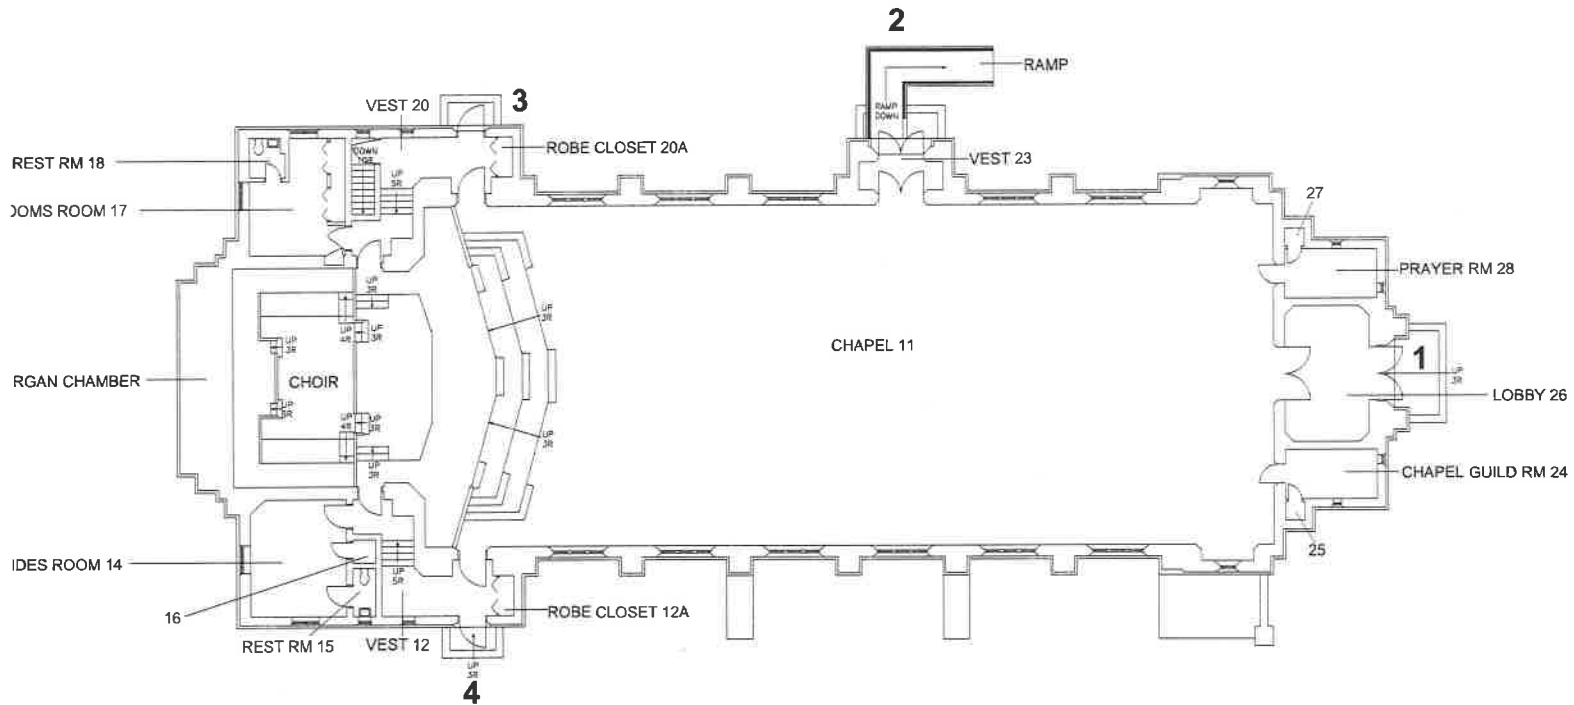 2
RAMP
RAMP
DOWN
3
VEST 20
ROBE CLOSET 20A
VEST 23
REST RM 18
DOWN
UP
5R
OOMS ROOM 17
27
PRAYER RM 28
UP
3R
UP
3R
UP
4R
UP
3R
UP
3R
CHAPEL 11
1
UP
3R
RGAN CHAMBER
CHOIR
LOBBY 26
UP
3R
UP
4R
UP
3R
UP
3R
UP
3R
CHAPEL GUILD RM 24
25
IDES ROOM 14
UP
5R
16
ROBE CLOSET 12A
REST RM 15
VEST 12
UP
3R
4